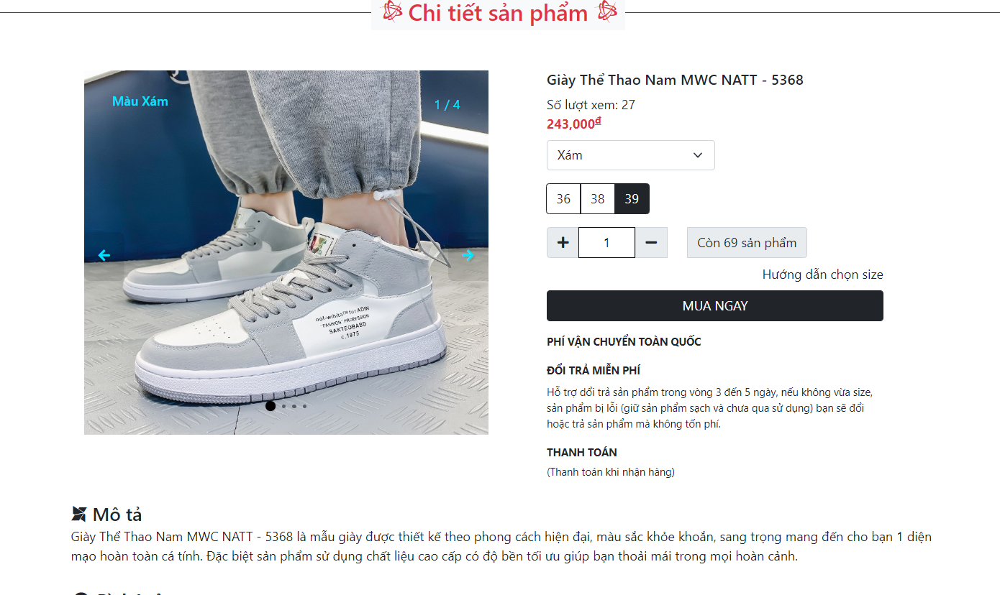 Chi tiết sản phẩm
Màu Xám
1 / 4
oof-wihito™ for ADIN
"FASHION" PROFESSION
SAKTEOBABD
c.1975
Giày Thể Thao Nam MWC NATT - 5368
Số lượt xem: 27
243,000đ
Xám
36 38 39
+ 1 −
Còn 69 sản phẩm
Hướng dẫn chọn size
MUA NGAY
PHÍ VẬN CHUYỂN TOÀN QUỐC
ĐỔI TRẢ MIỄN PHÍ
Hỗ trợ dổi trả sản phẩm trong vòng 3 đến 5 ngày, nếu không vừa size,
sản phẩm bị lỗi (giữ sản phẩm sạch và chưa qua sử dụng) bạn sẽ đổi
hoặc trả sản phẩm mà không tốn phí.
THANH TOÁN
(Thanh toán khi nhận hàng)
Mô tả
Giày Thể Thao Nam MWC NATT - 5368 là mẫu giày được thiết kế theo phong cách hiện đại, màu sắc khỏe khoắn, sang trọng mang đến cho bạn 1 diện
mạo hoàn toàn cá tính. Đặc biệt sản phẩm sử dụng chất liệu cao cấp có độ bền tối ưu giúp bạn thoải mái trong mọi hoàn cảnh.